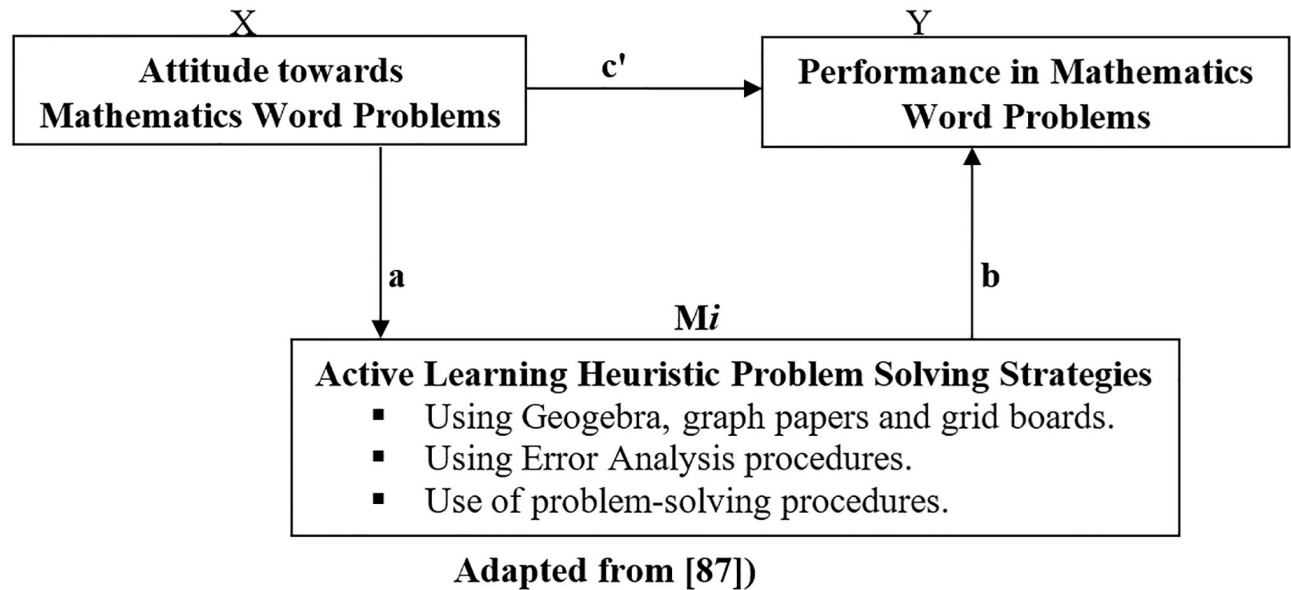 X
Y
Attitude towards
Mathematics Word Problems
c'
Performance in Mathematics
Word Problems
a
b
Mi
Active Learning Heuristic Problem Solving Strategies
▪ Using Geogebra, graph papers and grid boards.
▪ Using Error Analysis procedures.
▪ Use of problem-solving procedures.
Adapted from [87])